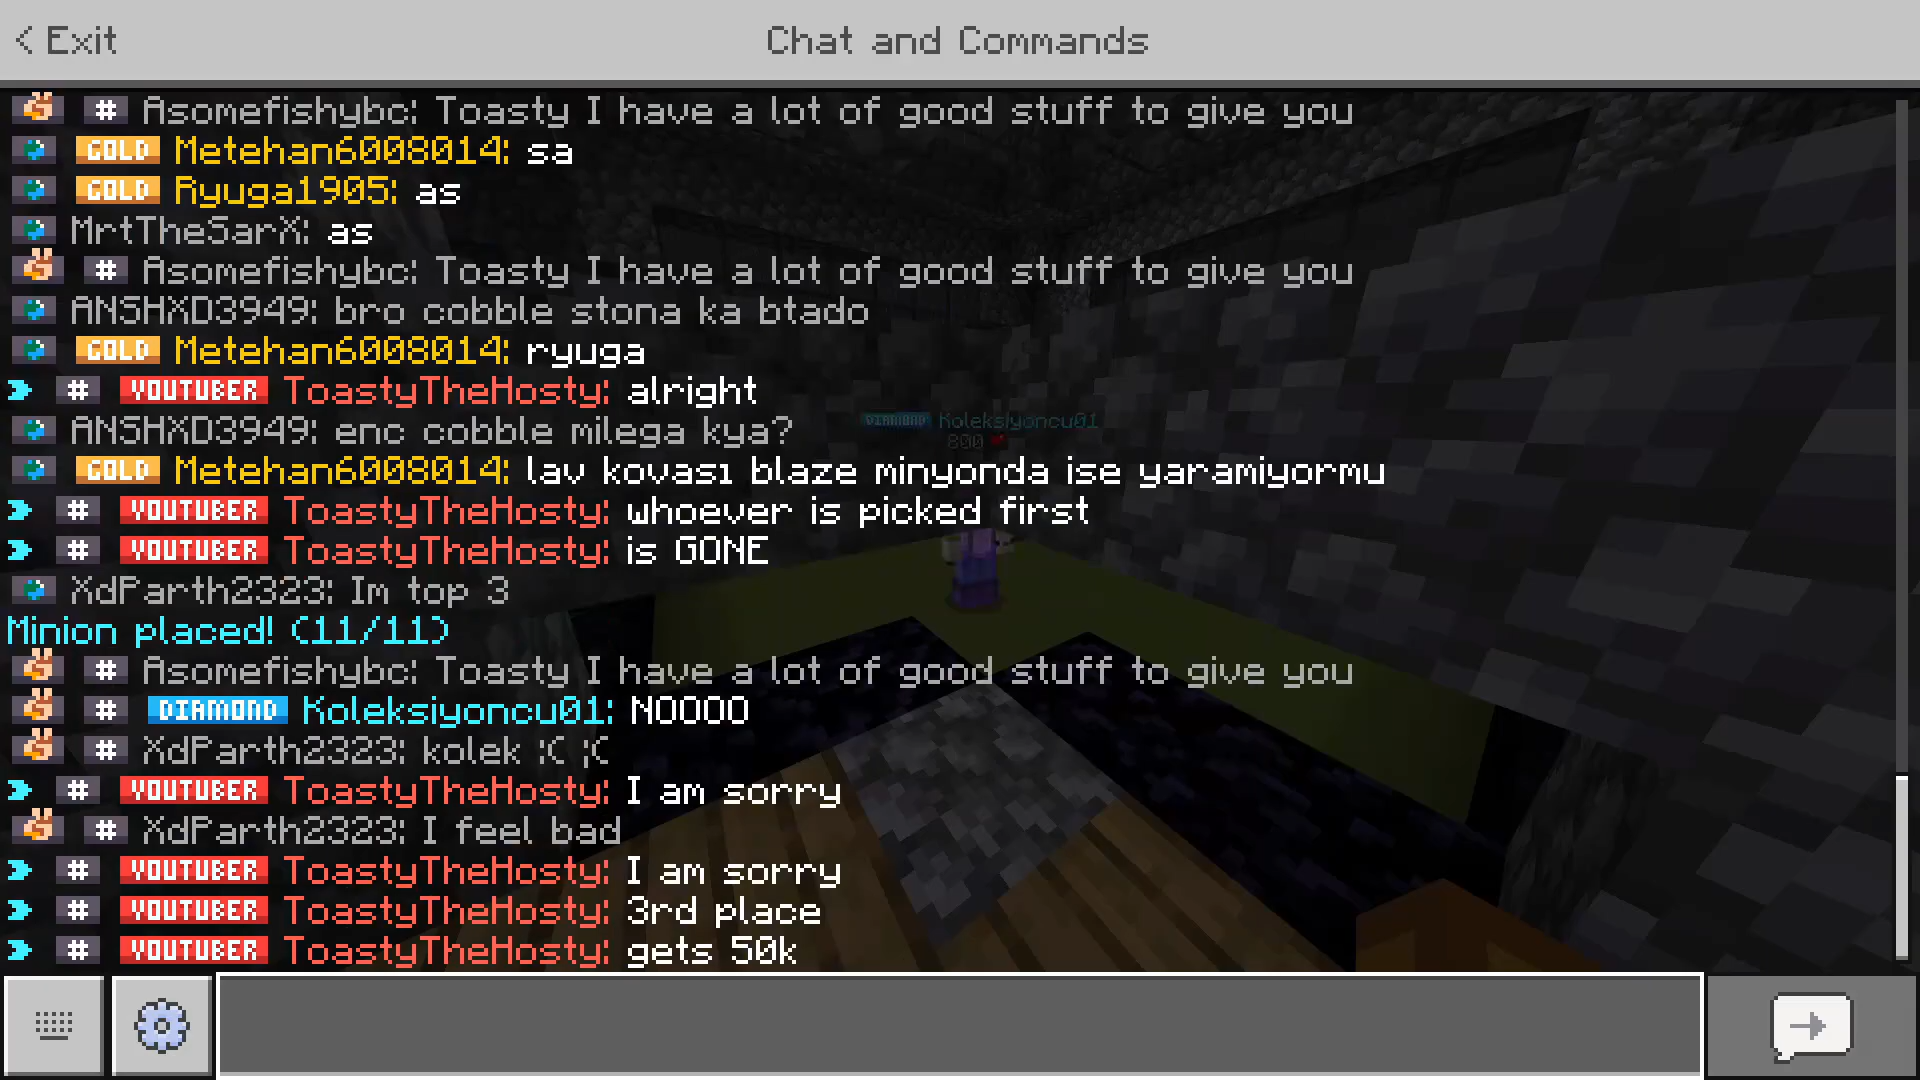 < Exit
Chat and Commands
# Asomefishybc: Toasty I have a lot of good stuff to give you
GOLD Metehan6008014: sa
GOLD Ryuga1905: as
MrtTheSarX: as
# Asomefishybc: Toasty I have a lot of good stuff to give you
ANSHXD3949: bro cobble stona ka btado
GOLD Metehan6008014: ryuga
# YOUTUBER ToastyTheHosty: alright
ANSHXD3949: enc cobble milega kya?
DIAMOND Koleksiyoncu01
800
GOLD Metehan6008014: lav kovası blaze minyonda ise yaramiyormu
# YOUTUBER ToastyTheHosty: whoever is picked first
# YOUTUBER ToastyTheHosty: is GONE
XdParth2323: Im top 3
Minion placed! (11/11)
# Asomefishybc: Toasty I have a lot of good stuff to give you
# DIAMOND Koleksiyoncu01: NOOOO
# XdParth2323: kolek :( ;(
# YOUTUBER ToastyTheHosty: I am sorry
# XdParth2323: I feel bad
# YOUTUBER ToastyTheHosty: I am sorry
# YOUTUBER ToastyTheHosty: 3rd place
# YOUTUBER ToastyTheHosty: gets 50k